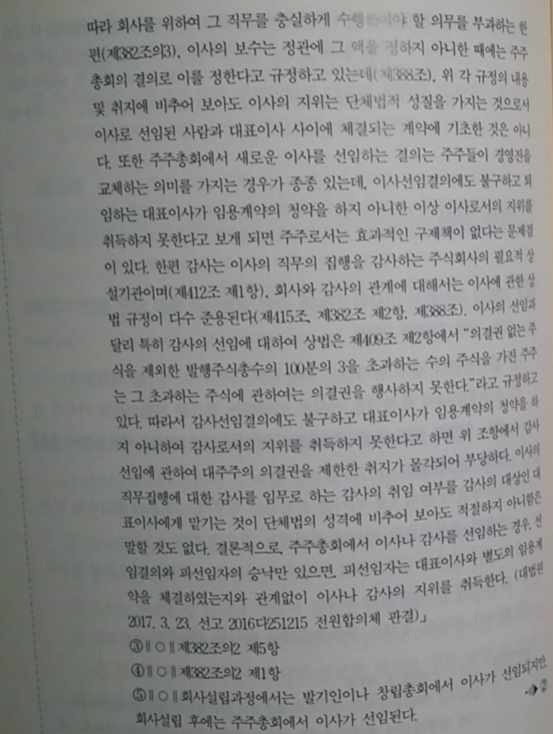 따라 회사를 위하여 그 직무를 충실하게 수행하여야 할 의무를 부과하는 한
편(제382조의3), 이사의 보수는 정관에 그 액을 정하지 아니한 때에는 주주
총회의 결의로 이를 정한다고 규정하고 있는데(제388조), 위 각 규정의 내용
및 취지에 비추어 보아도 이사의 지위는 단체법적 성질을 가지는 것으로서
이사로 선임된 사람과 대표이사 사이에 체결되는 계약에 기초한 것은 아니
다. 또한 주주총회에서 새로운 이사를 선임하는 결의는 주주들이 경영진을
교체하는 의미를 가지는 경우가 종종 있는데, 이사선임결의에도 불구하고 퇴
임하는 대표이사가 임용계약의 청약을 하지 아니한 이상 이사로서의 지위를
취득하지 못한다고 보게 되면 주주로서는 효과적인 구제책이 없다는 문제점
이 있다. 한편 감사는 이사의 직무의 집행을 감사하는 주식회사의 필요적 상
설기관이며(제412조 제1항), 회사와 감사의 관계에 대해서는 이사에 관한 상
법 규정이 다수 준용된다(제415조, 제382조 제2항, 제388조). 이사의 선임과
달리 특히 감사의 선임에 대하여 상법은 제409조 제2항에서 "의결권 없는 주
식을 제외한 발행주식총수의 100분의 3을 초과하는 수의 주식을 가진 주주
는 그 초과하는 주식에 관하여는 의결권을 행사하지 못한다."라고 규정하고
있다. 따라서 감사선임결의에도 불구하고 대표이사가 임용계약의 청약을 하
지 아니하여 감사로서의 지위를 취득하지 못한다고 하면 위 조항에서 감사
선임에 관하여 대주주의 의결권을 제한한 취지가 몰각되어 부당하다. 이사의
직무집행에 대한 감사를 임무로 하는 감사의 취임 여부를 감사의 대상인 대
표이사에게 맡기는 것이 단체법의 성격에 비추어 보아도 적절하지 아니함은
말할 것도 없다. 결론적으로, 주주총회에서 이사나 감사를 선임하는 경우, 선
임결의와 피선임자의 승낙만 있으면, 피선임자는 대표이사와 별도의 임용계
약을 체결하였는지와 관계없이 이사나 감사의 지위를 취득한다. (대법원
2017. 3. 23. 선고 2016다251215 전원합의체 판결)」
③ ‖○‖ 제382조의2 제5항
④ ‖○‖ 제382조의2 제1항
⑤ ‖○‖ 회사설립과정에서는 발기인이나 창립총회에서 이사가 선임되지만,
회사설립 후에는 주주총회에서 이사가 선임된다.